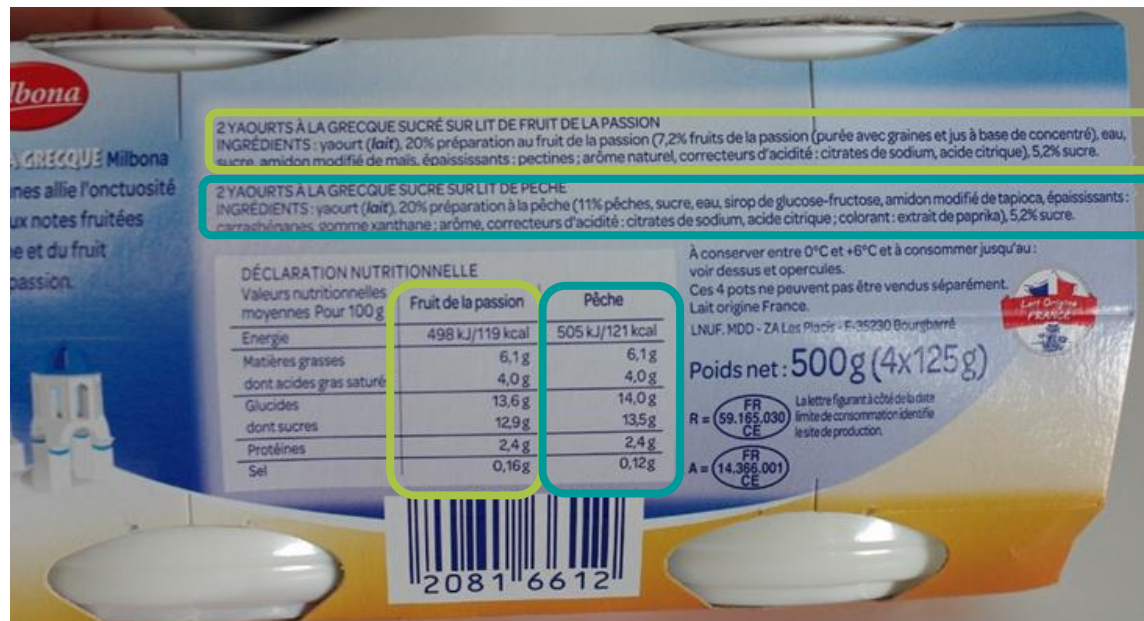 lbona
GRECQUE Milbona
nes allie l'onctuosité
ux notes fruitées
e et du fruit
passion.
2 YAOURTS À LA GRECQUE SUCRÉ SUR LIT DE FRUIT DE LA PASSION
INGRÉDIENTS : yaourt (lait), 20% préparation au fruit de la passion (7,2% fruits de la passion (purée avec graines et jus à base de concentré), eau,
sucre, amidon modifié de maïs, épaississants : pectines ; arôme naturel, correcteurs d'acidité : citrates de sodium, acide citrique), 5,2% sucre.
2 YAOURTS À LA GRECQUE SUCRÉ SUR LIT DE PÊCHE
INGRÉDIENTS : yaourt (lait), 20% préparation à la pêche (11% pêches, sucre, eau, sirop de glucose-fructose, amidon modifié de tapioca, épaississants :
carraghénanes, gomme xanthane ; arôme, correcteurs d'acidité : citrates de sodium, acide citrique ; colorant : extrait de paprika), 5,2% sucre.
DÉCLARATION NUTRITIONNELLE
Valeurs nutritionnelles
moyennes Pour 100 g
Fruit de la passion Pêche
Energie 498 kJ/119 kcal 505 kJ/121 kcal
Matières grasses 6,1 g 6,1 g
dont acides gras saturé 4,0 g 4,0 g
Glucides 13,6 g 14,0 g
dont sucres 12,9 g 13,5 g
Protéines 2,4 g 2,4 g
Sel 0,16 g 0,12 g
À conserver entre 0°C et +6°C et à consommer jusqu'au :
voir dessus et opercules.
Ces 4 pots ne peuvent pas être vendus séparément.
Lait origine France.
LNUF. MDD - ZA Les Placis - F-35230 Bourgbarré
Lait Origine
FRANCE
Poids net : 500 g (4x125 g)
R = FR 59.165.030 CE
La lettre figurant à côté de la date
limite de consommation identifie
le site de production.
A = FR 14.366.001 CE
2081 6612